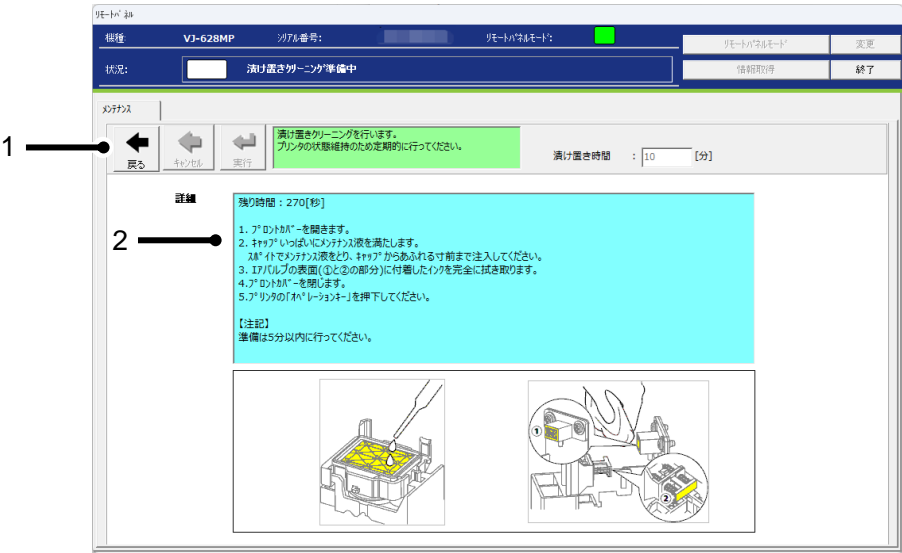 ﾘﾓｰﾄﾊﾟﾈﾙ
機種 VJ-628MP ｼﾘｱﾙ番号: ﾘﾓｰﾄﾊﾟﾈﾙﾓｰﾄﾞ:
ﾘﾓｰﾄﾊﾟﾈﾙﾓｰﾄﾞ 変更
状況: 漬け置きｸﾘｰﾆﾝｸﾞ準備中
情報取得 終了
ﾒﾝﾃﾅﾝｽ
1
戻る
ｷｬﾝｾﾙ
実行
漬け置きクリーニングを行います。
プリンタの状態維持のため定期的に行ってください。
漬け置き時間 : 10 [分]
詳細
2
残り時間 : 270[秒]
1. ﾌﾟﾛﾝﾄｶﾊﾞｰを開きます。
2. ｷｬｯﾌﾟいっぱいにﾒﾝﾃﾅﾝｽ液を満たします。
ｽﾎﾟｲﾄでﾒﾝﾃﾅﾝｽ液をとり、ｷｬｯﾌﾟからあふれる寸前まで注入してください。
3. ｴｱバルブの表面(①と②の部分)に付着したｲﾝｸを完全に拭き取ります。
4.ﾌﾟﾛﾝﾄｶﾊﾞｰを閉じます。
5.ﾌﾟﾘﾝﾀの「ｵﾍﾟﾚｰｼｮﾝｷｰ」を押下してください。
【注記】
準備は5分以内に行ってください。
①
②